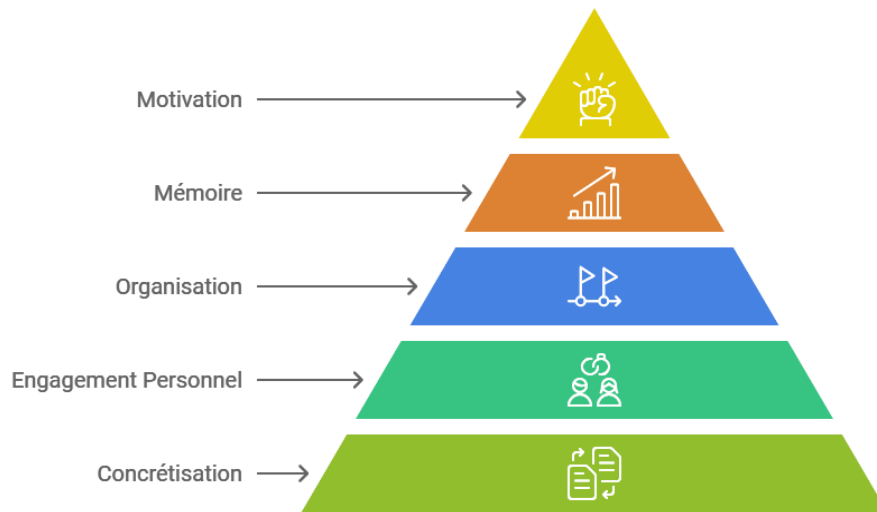 Motivation
Mémoire
Organisation
Engagement Personnel
Concrétisation